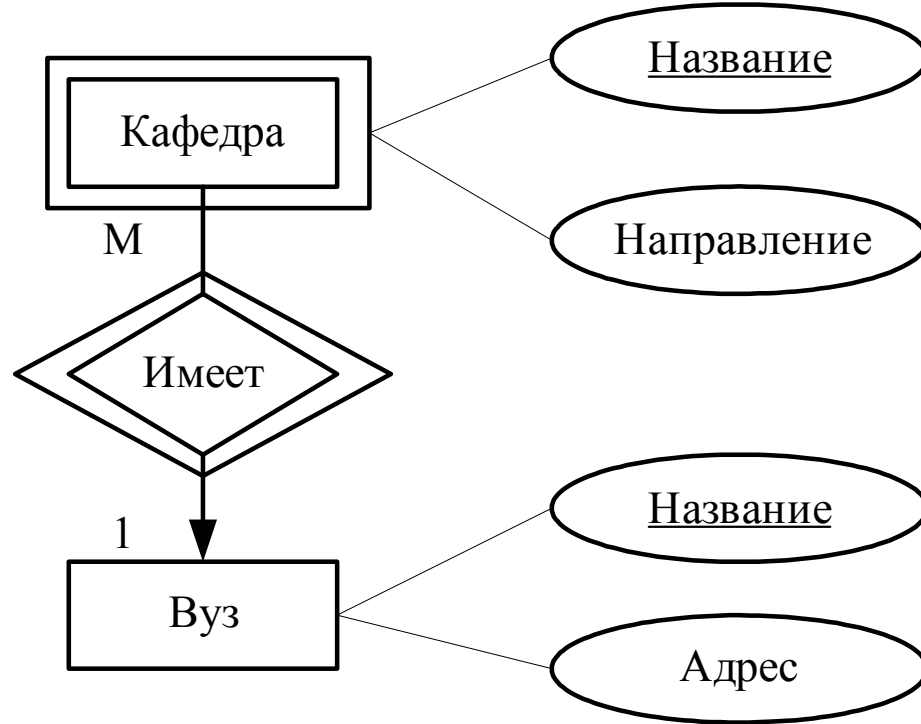 Название
Кафедра
М
Направление
Имеет
1
Название
Вуз
Адрес